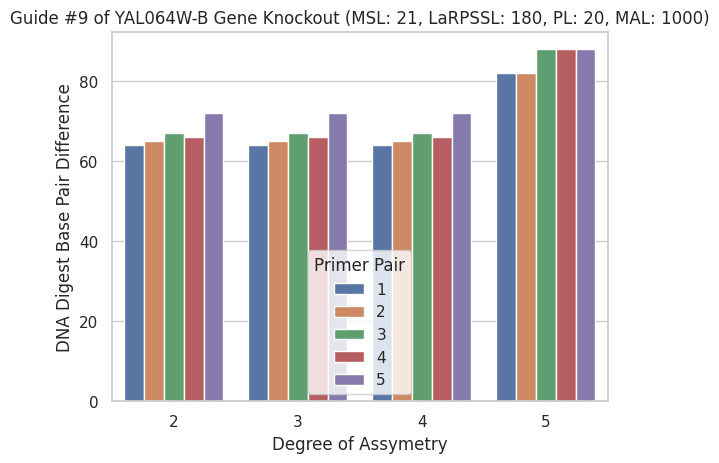 Guide #9 of YAL064W-B Gene Knockout (MSL: 21, LaRPSSL: 180, PL: 20, MAL: 1000)
DNA Digest Base Pair Difference
80
60
40
20
0
Primer Pair
1
2
3
4
5
2 3 4 5
Degree of Assymetry